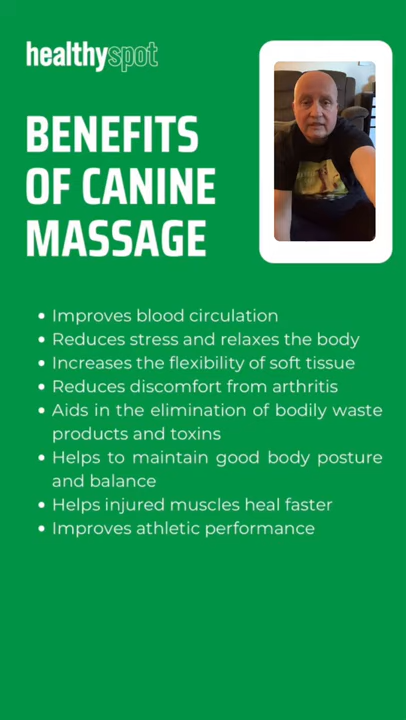 healthyspot
BENEFITS
OF CANINE
MASSAGE
• Improves blood circulation
• Reduces stress and relaxes the body
• Increases the flexibility of soft tissue
• Reduces discomfort from arthritis
• Aids in the elimination of bodily waste
products and toxins
• Helps to maintain good body posture
and balance
• Helps injured muscles heal faster
• Improves athletic performance